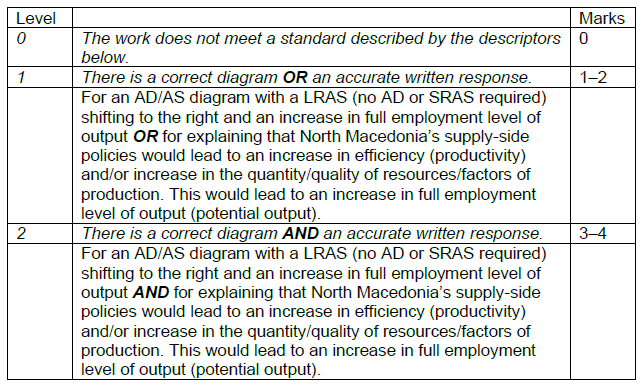 Level Marks
0 The work does not meet a standard described by the descriptors 0
below.
1 There is a correct diagram OR an accurate written response. 1–2
For an AD/AS diagram with a LRAS (no AD or SRAS required)
shifting to the right and an increase in full employment level of
output OR for explaining that North Macedonia’s supply-side
policies would lead to an increase in efficiency (productivity)
and/or increase in the quantity/quality of resources/factors of
production. This would lead to an increase in full employment
level of output (potential output).
2 There is a correct diagram AND an accurate written response. 3–4
For an AD/AS diagram with a LRAS (no AD or SRAS required)
shifting to the right and an increase in full employment level of
output AND for explaining that North Macedonia’s supply-side
policies would lead to an increase in efficiency (productivity)
and/or increase in the quantity/quality of resources/factors of
production. This would lead to an increase in full employment
level of output (potential output).